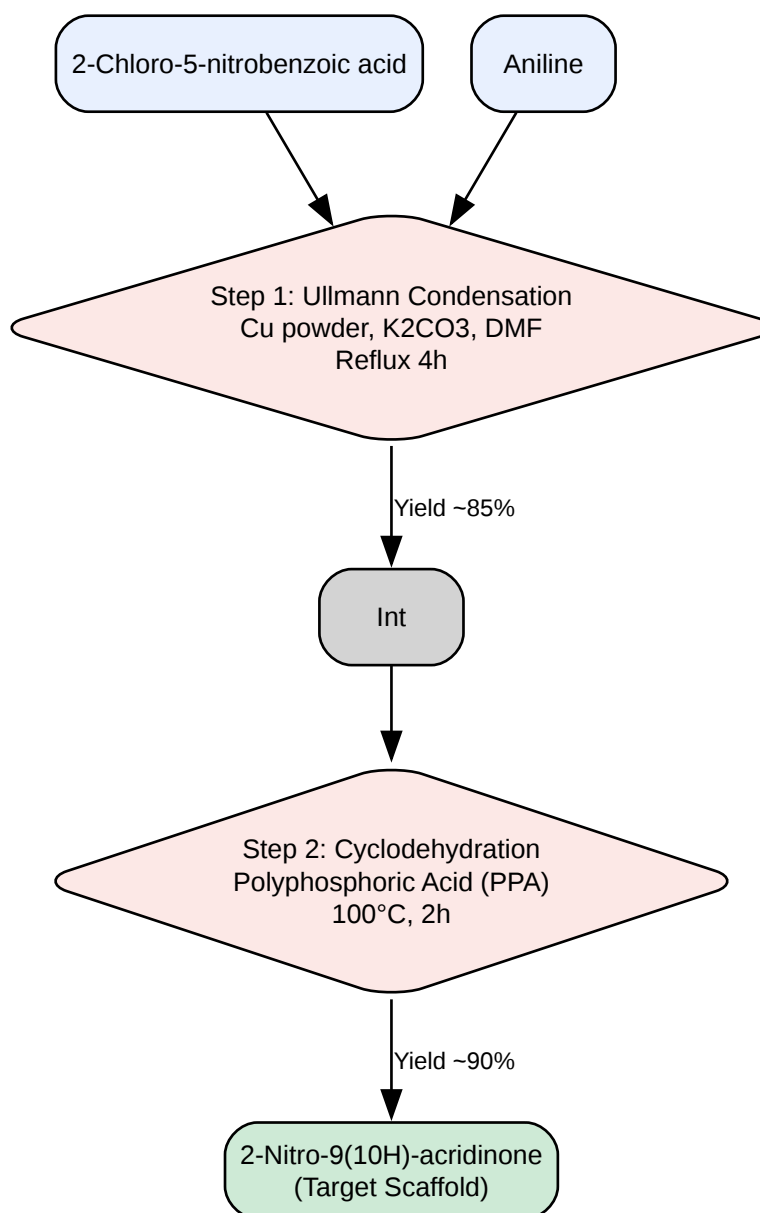 2-Chloro-5-nitrobenzoic acid
Aniline
Step 1: Ullmann Condensation
Cu powder, K2CO3, DMF
Reflux 4h
Yield ~85%
Int
Step 2: Cyclodehydration
Polyphosphoric Acid (PPA)
100°C, 2h
Yield ~90%
2-Nitro-9(10H)-acridinone
(Target Scaffold)